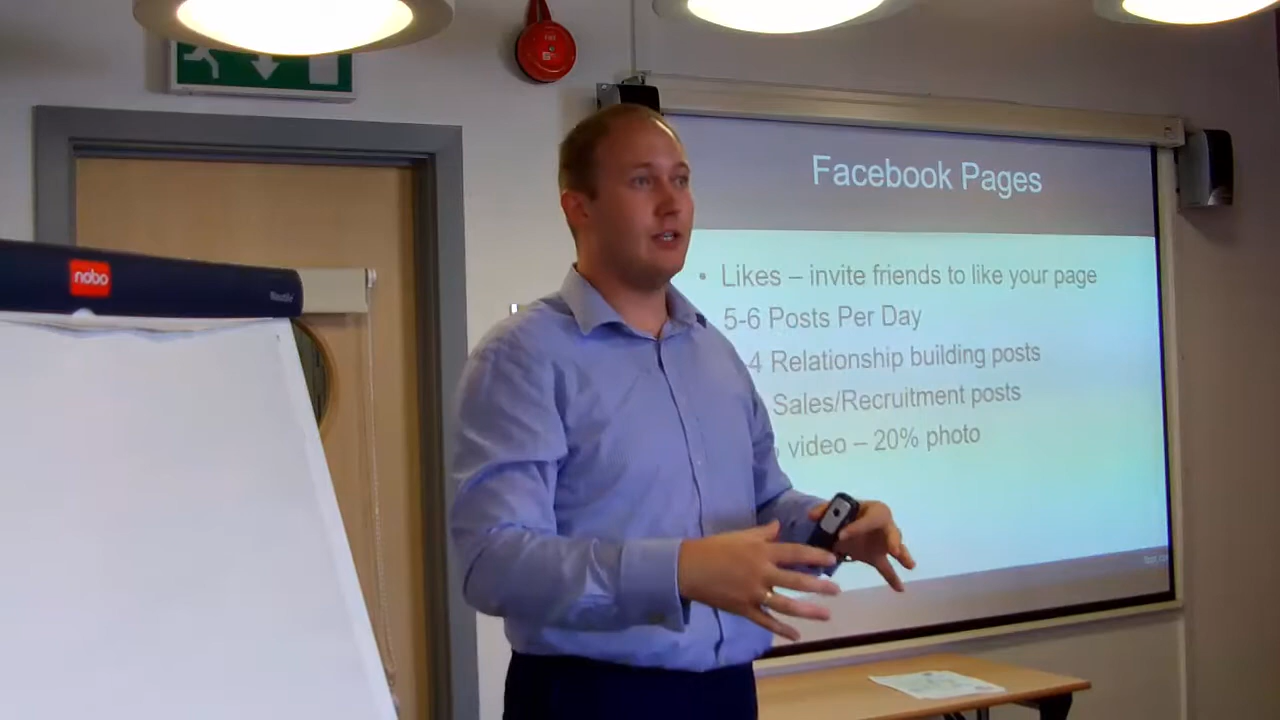 nobo
Facebook Pages
• Likes – invite friends to like your page
5-6 Posts Per Day
-4 Relationship building posts
Sales/Recruitment posts
video – 20% photo